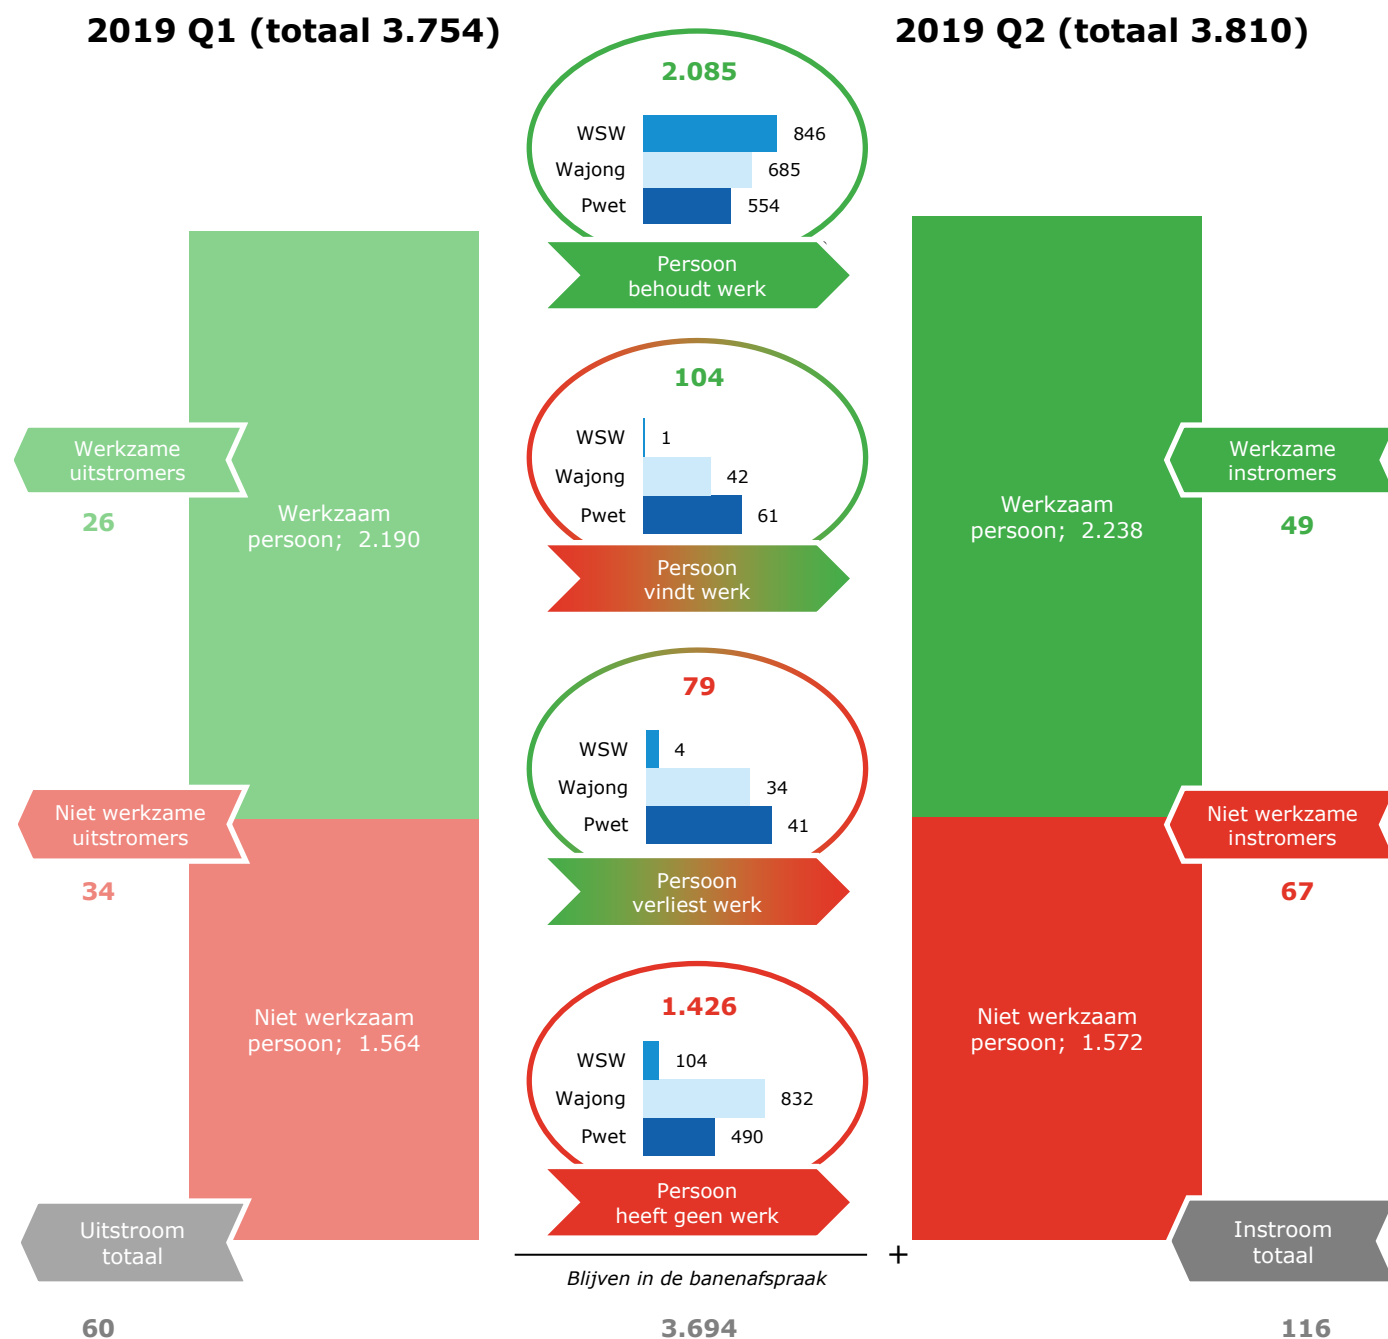 2019 Q1 (totaal 3.754)
2019 Q2 (totaal 3.810)
2.085
WSW 846
Wajong 685
Pwet 554
Persoon
behoudt werk
104
WSW 1
Wajong 42
Pwet 61
Persoon
vindt werk
79
WSW 4
Wajong 34
Pwet 41
Persoon
verliest werk
1.426
WSW 104
Wajong 832
Pwet 490
Persoon
heeft geen werk
Werkzame
uitstromers
26
Werkzaam
persoon; 2.190
Niet werkzame
uitstromers
34
Niet werkzaam
persoon; 1.564
Uitstroom
totaal
60
Werkzaam
persoon; 2.238
Werkzame
instromers
49
Niet werkzame
instromers
67
Niet werkzaam
persoon; 1.572
Instroom
totaal
116
+
Blijven in de banenafspraak
3.694